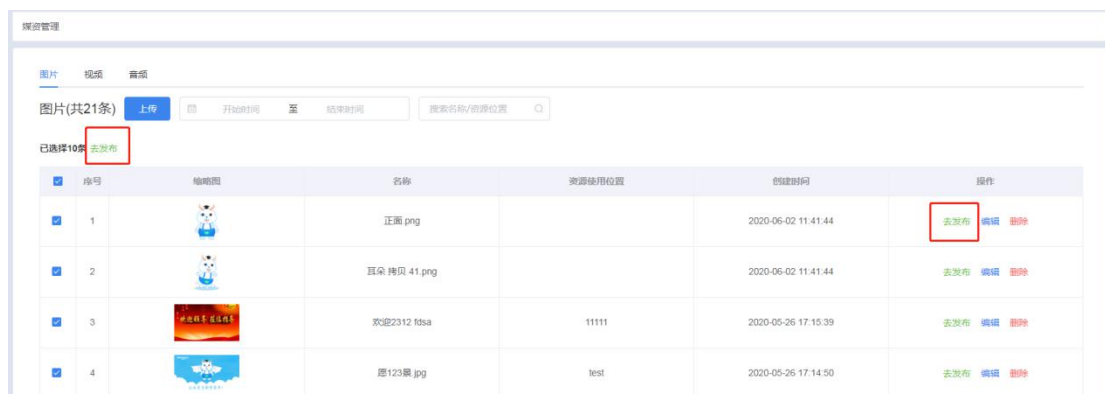 媒资管理
图片 视频 音频
图片(共21条) 上传 开始时间 至 结束时间 搜索名称/资源位置
已选择10条 去发布
序号 缩略图 名称 资源使用位置 创建时间 操作
1 正面.png 2020-06-02 11:41:44 去发布 编辑 删除
2 耳朵 拷贝 41.png 2020-06-02 11:41:44 去发布 编辑 删除
3 欢迎2312 fdsa 11111 2020-05-26 17:15:39 去发布 编辑 删除
4 愿123景.jpg test 2020-05-26 17:14:50 去发布 编辑 删除